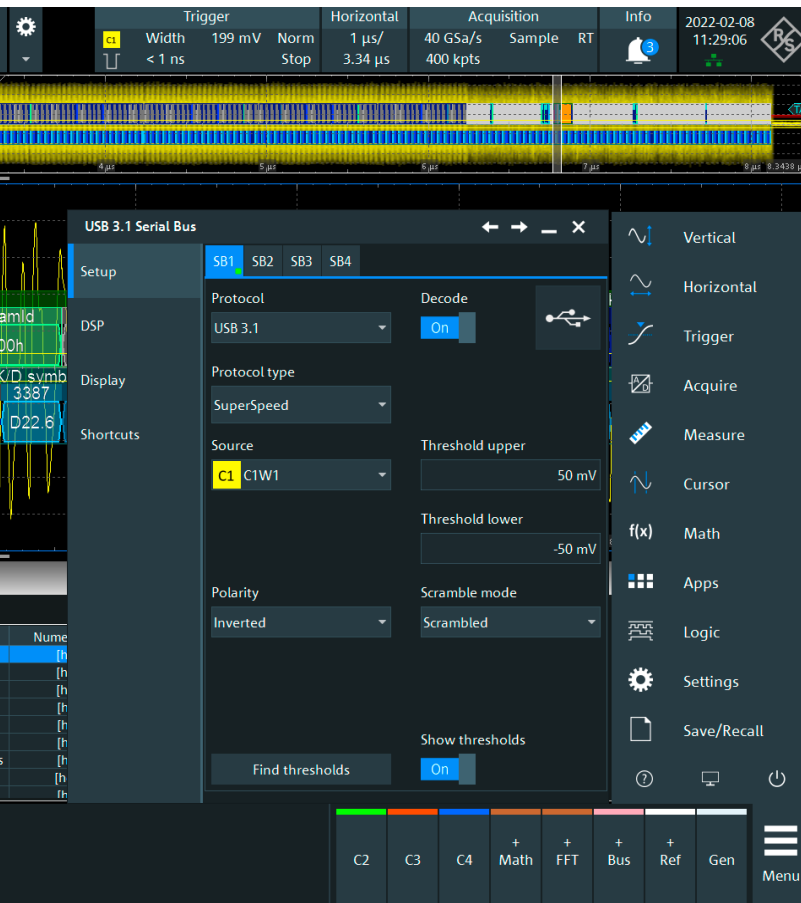 Trigger
C1 Width 199 mV Norm
< 1 ns Stop
Horizontal
1 µs/
3.34 µs
Acquisition
40 GSa/s Sample RT
400 kpts
Info
3
2022-02-08
11:29:06
R&S
4 µs 5 µs 6 µs 7 µs 8 µs 8.3438 µ
USB 3.1 Serial Bus
Setup
DSP
Display
Shortcuts
SB1 SB2 SB3 SB4
Protocol
USB 3.1
Decode
On
Protocol type
SuperSpeed
Source
C1 C1W1
Threshold upper
50 mV
Threshold lower
-50 mV
Polarity
Inverted
Scramble mode
Scrambled
Show thresholds
On
Find thresholds
amId
00h
K/D symb
3387
D22.6
Nume
[h
[h
[h
[h
[h
[h
s [h
[h
[h
Vertical
Horizontal
Trigger
A/D Acquire
Measure
Cursor
f(x) Math
Apps
Logic
Settings
Save/Recall
?
C2
C3
C4
+ Math
+ FFT
+ Bus
+ Ref
Gen
Menu